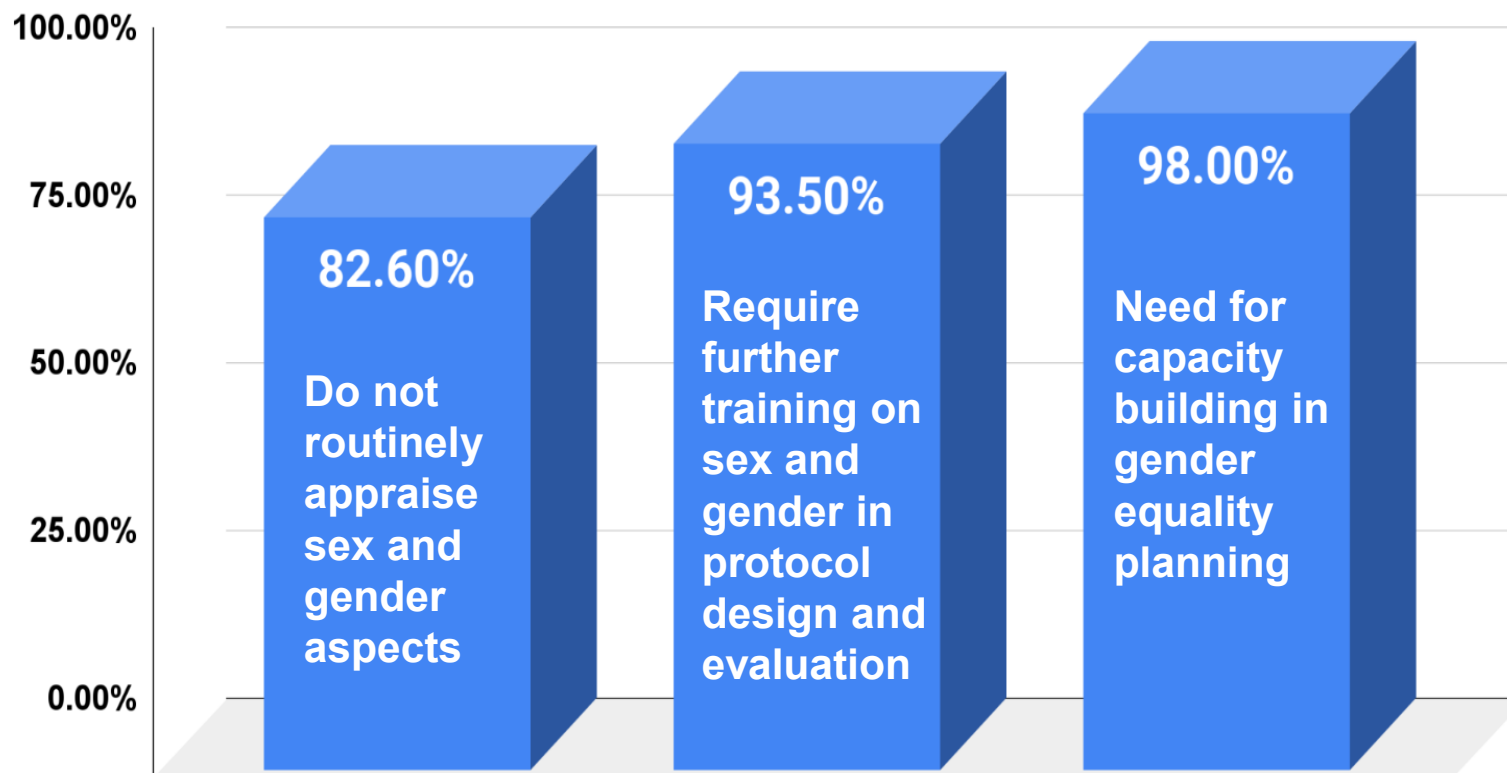 100.00%
75.00%
50.00%
25.00%
0.00%
82.60%
Do not
routinely
appraise
sex and
gender
aspects
93.50%
Require
further
training on
sex and
gender in
protocol
design and
evaluation
98.00%
Need for
capacity
building in
gender
equality
planning